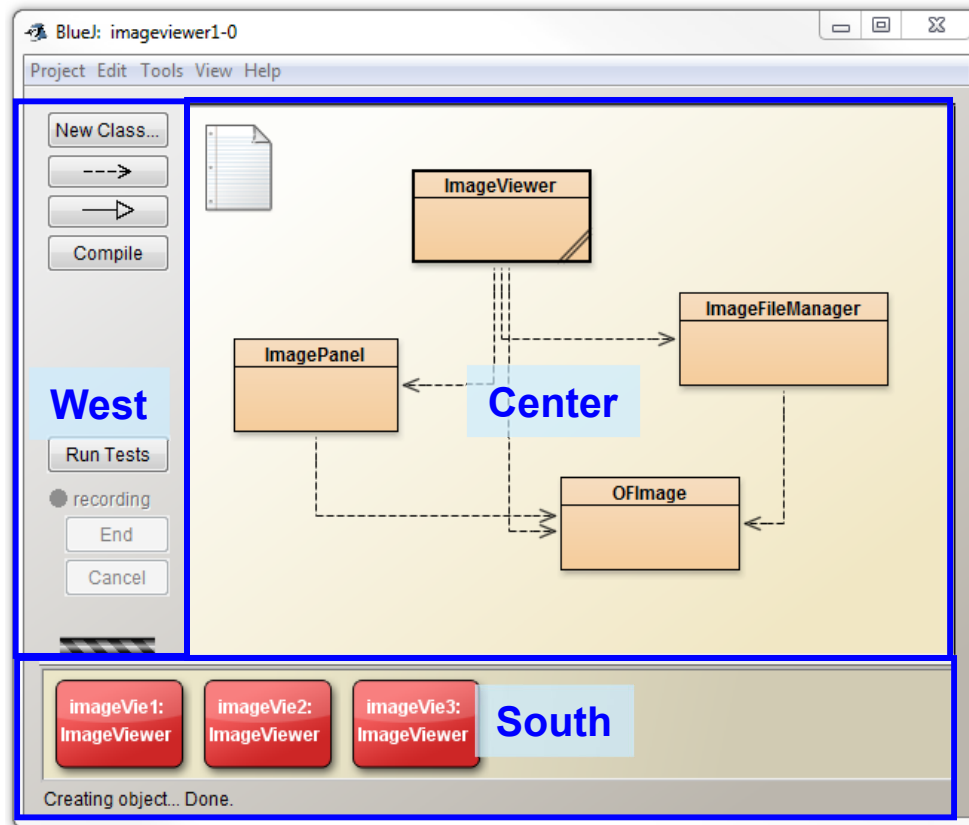 BlueJ: imageviewer1-0
Project Edit Tools View Help
New Class...
Compile
West
Run Tests
recording
End
Cancel
ImageViewer
ImageFileManager
ImagePanel
Center
OFImage
imageVie1:
ImageViewer
imageVie2:
ImageViewer
imageVie3:
ImageViewer
South
Creating object... Done.